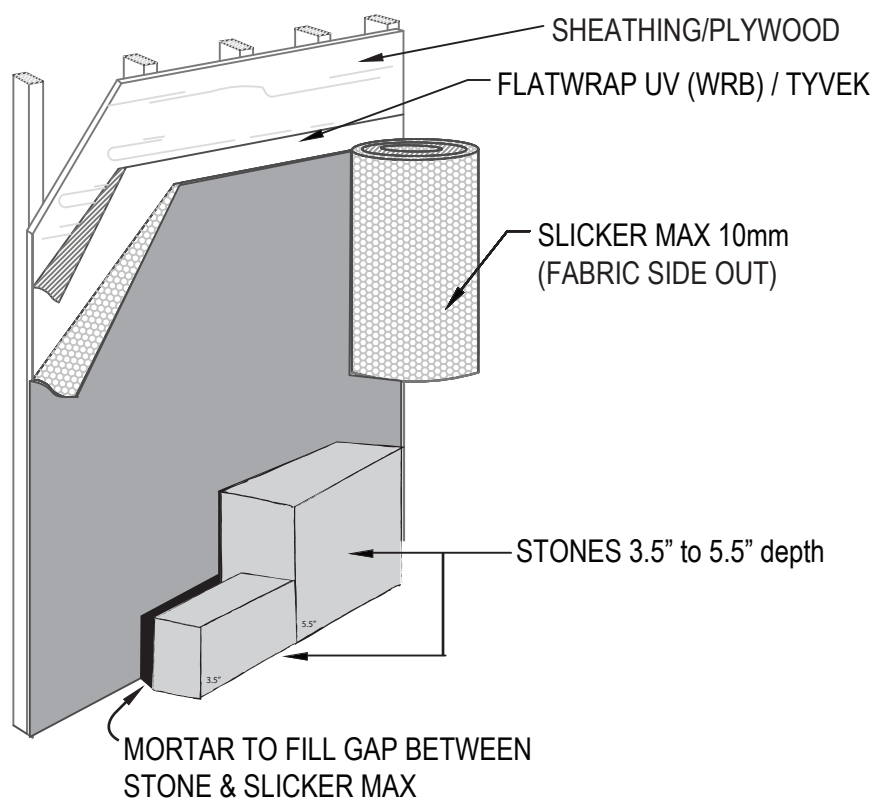 SHEATHING/PLYWOOD
FLATWRAP UV (WRB) / TYVEK
SLICKER MAX 10mm
(FABRIC SIDE OUT)
STONES 3.5” to 5.5” depth
5.5”
3.5”
MORTAR TO FILL GAP BETWEEN
STONE & SLICKER MAX